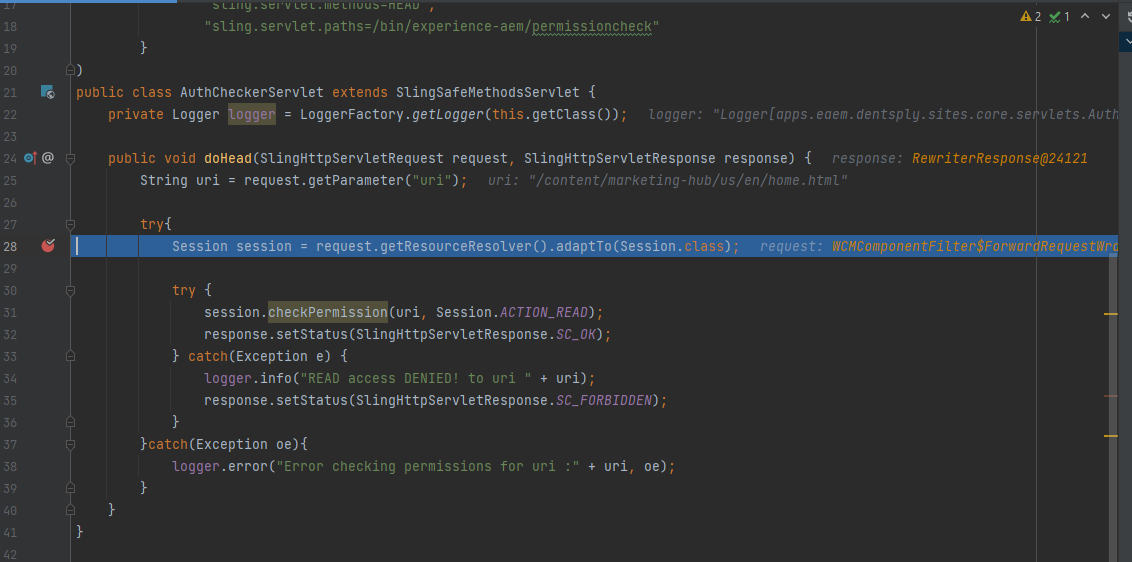 17 "sling.servlet.methods=HEAD",
18 "sling.servlet.paths=/bin/experience-aem/permissioncheck"
19 }
20 )
21 public class AuthCheckerServlet extends SlingSafeMethodsServlet {
22 private Logger logger = LoggerFactory.getLogger(this.getClass()); logger: "Logger[apps.eaem.dentsply.sites.core.servlets.Auth
23
24 @ public void doHead(SlingHttpServletRequest request, SlingHttpServletResponse response) { response: RewriterResponse@24121
25 String uri = request.getParameter("uri"); uri: "/content/marketing-hub/us/en/home.html"
26
27 try{
28 Session session = request.getResourceResolver().adaptTo(Session.class); request: WCMComponentFilter$ForwardRequestWra
29
30 try {
31 session.checkPermission(uri, Session.ACTION_READ);
32 response.setStatus(SlingHttpServletResponse.SC_OK);
33 } catch(Exception e) {
34 logger.info("READ access DENIED! to uri " + uri);
35 response.setStatus(SlingHttpServletResponse.SC_FORBIDDEN);
36 }
37 }catch(Exception oe){
38 logger.error("Error checking permissions for uri :" + uri, oe);
39 }
40 }
41 }
42
2 1